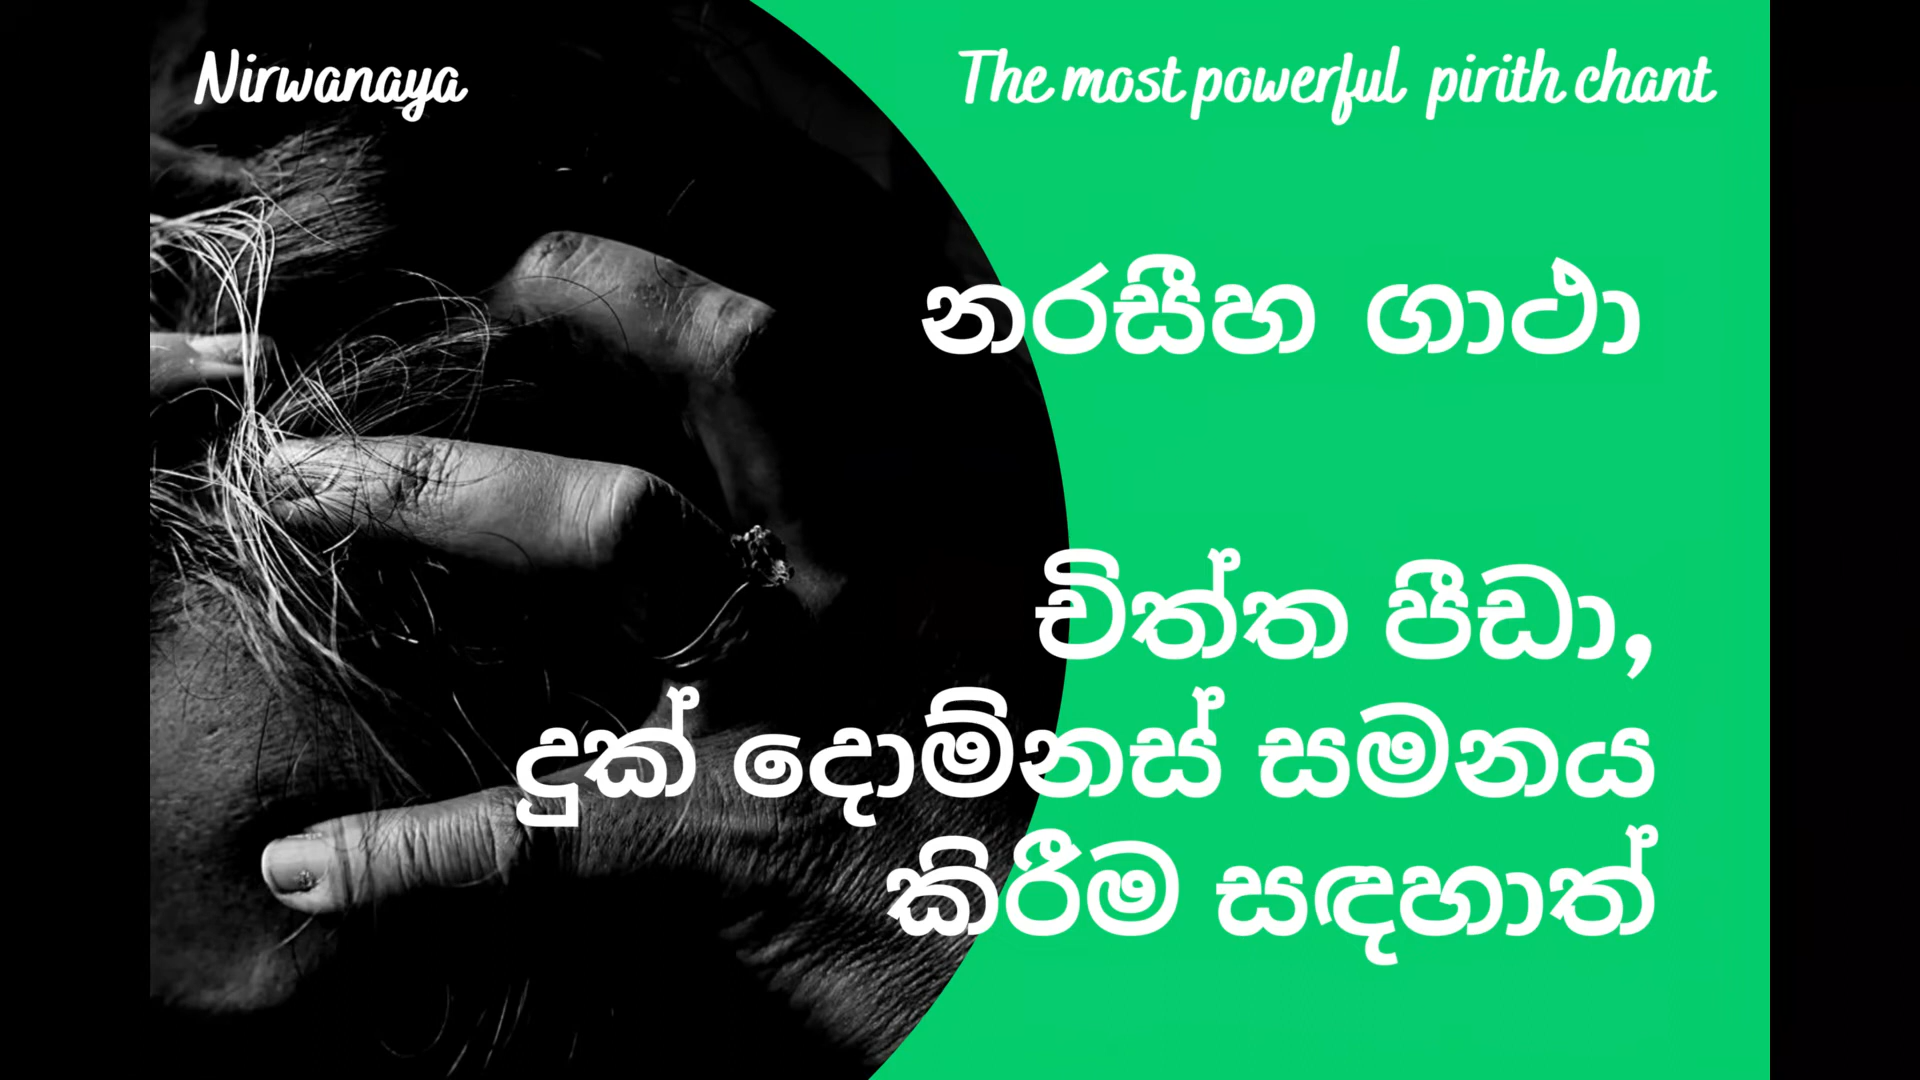 Nirwanaya
The most powerful pirith chant
නරසීහ ගාථා
චිත්ත පීඩා,
දුක් දොම්නස් සමනය
කිරීම සඳහාත්